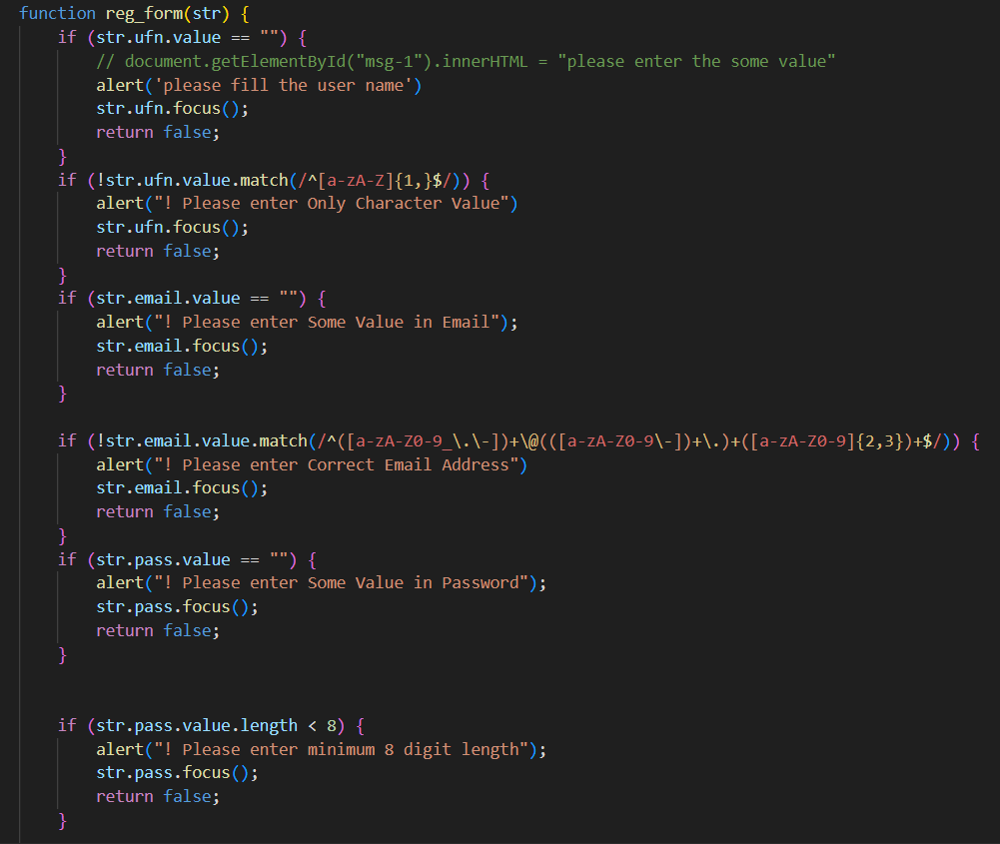 function reg_form(str) {
    if (str.ufn.value == "") {
        // document.getElementById("msg-1").innerHTML = "please enter the some value"
        alert('please fill the user name')
        str.ufn.focus();
        return false;
    }
    if (!str.ufn.value.match(/^[a-zA-Z]{1,}$/)) {
        alert("! Please enter Only Character Value")
        str.ufn.focus();
        return false;
    }
    if (str.email.value == "") {
        alert("! Please enter Some Value in Email");
        str.email.focus();
        return false;
    }

    if (!str.email.value.match(/^([a-zA-Z0-9_\.\-])+\@(([a-zA-Z0-9\-])+\.)+([a-zA-Z0-9]{2,3})+$/)) {
        alert("! Please enter Correct Email Address")
        str.email.focus();
        return false;
    }
    if (str.pass.value == "") {
        alert("! Please enter Some Value in Password");
        str.pass.focus();
        return false;
    }


    if (str.pass.value.length < 8) {
        alert("! Please enter minimum 8 digit length");
        str.pass.focus();
        return false;
    }